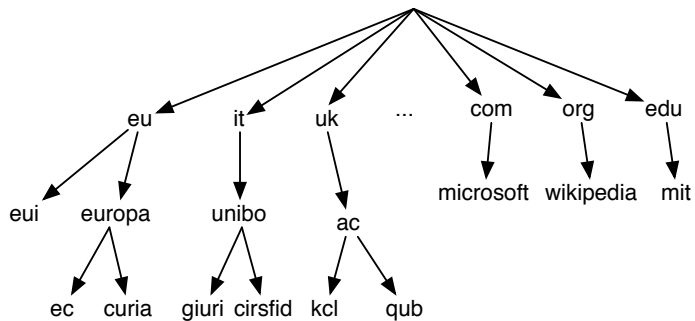 eu it uk ... com org edu
microsoft wikipedia mit
eui europa unibo ac
ec curia giuri cirsfid kcl qub